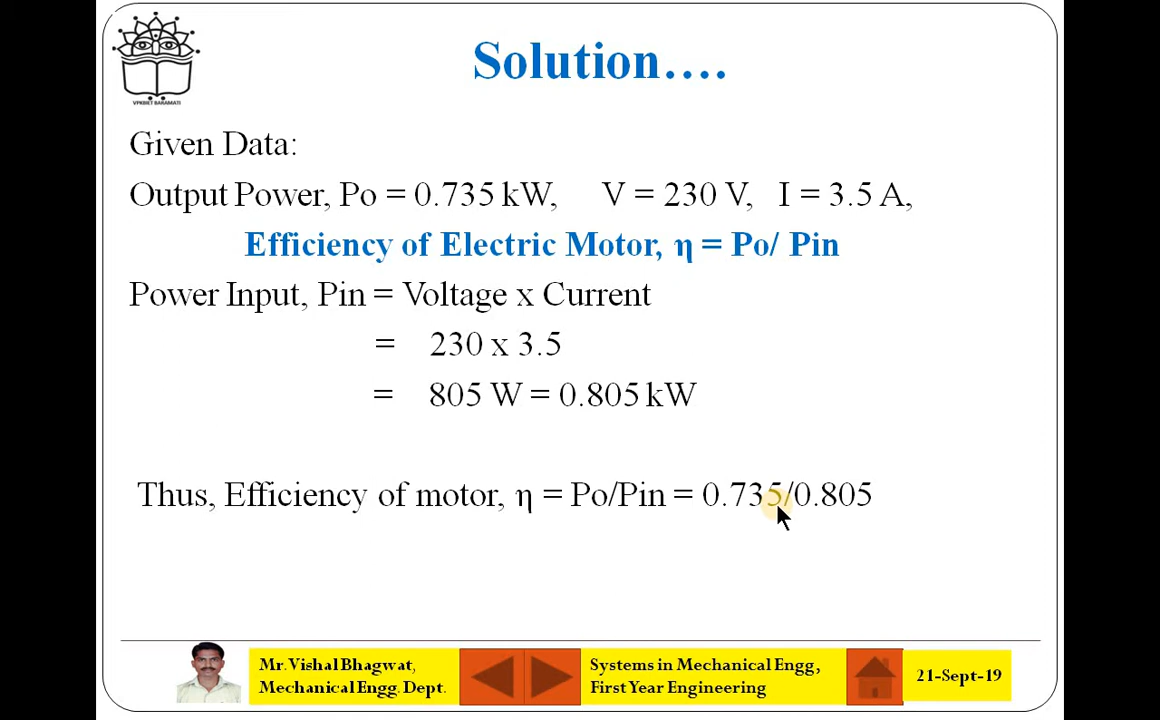 VPKBIET BARAMATI
Solution….
Given Data:
Output Power, Po = 0.735 kW, V = 230 V, I = 3.5 A,
Efficiency of Electric Motor, η = Po/ Pin
Power Input, Pin = Voltage x Current
= 230 x 3.5
= 805 W = 0.805 kW
Thus, Efficiency of motor, η = Po/Pin = 0.735/0.805
Mr. Vishal Bhagwat,
Mechanical Engg. Dept.
Systems in Mechanical Engg,
First Year Engineering
21-Sept-19